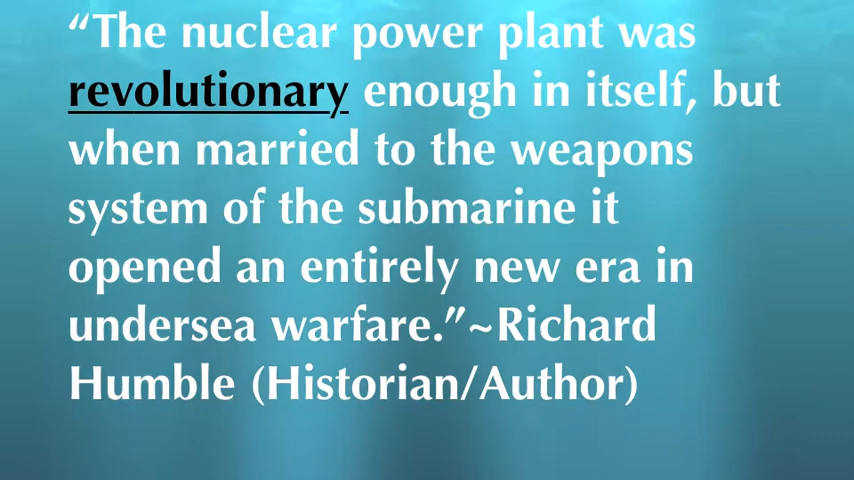 “The nuclear power plant was
revolutionary enough in itself, but
when married to the weapons
system of the submarine it
opened an entirely new era in
undersea warfare.”~Richard
Humble (Historian/Author)